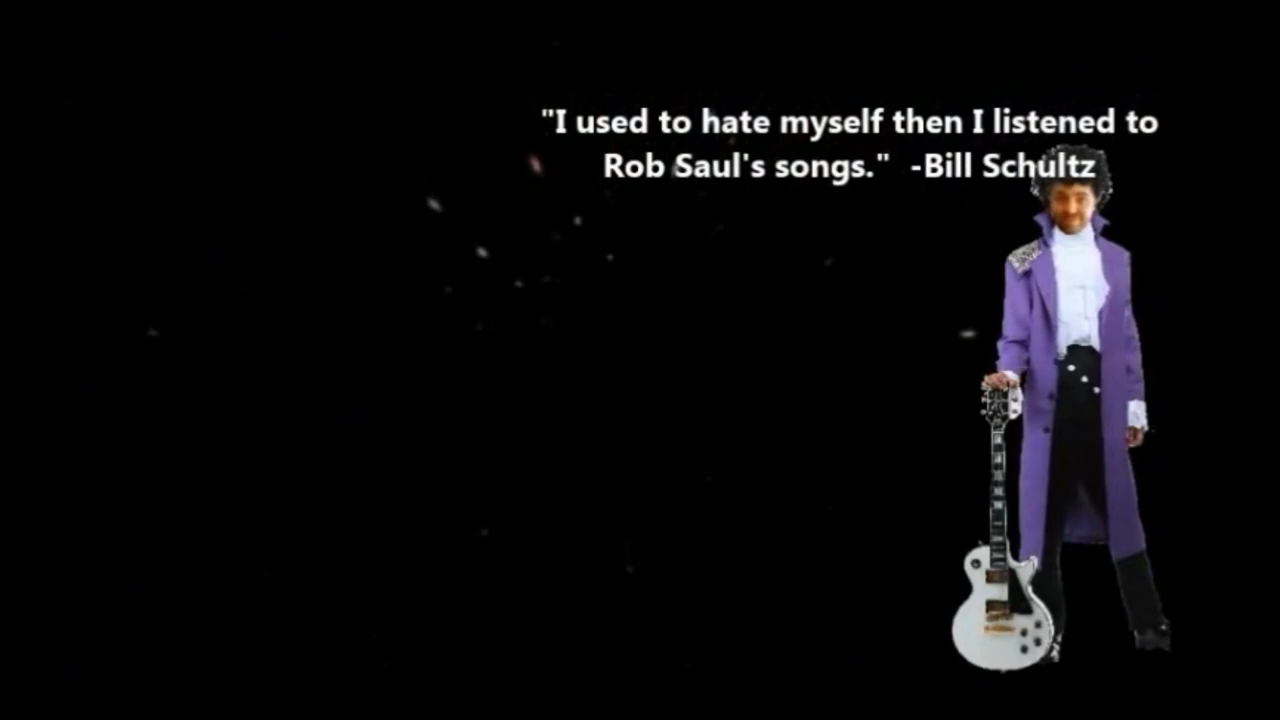 "I used to hate myself then I listened to
Rob Saul's songs."  -Bill Schultz